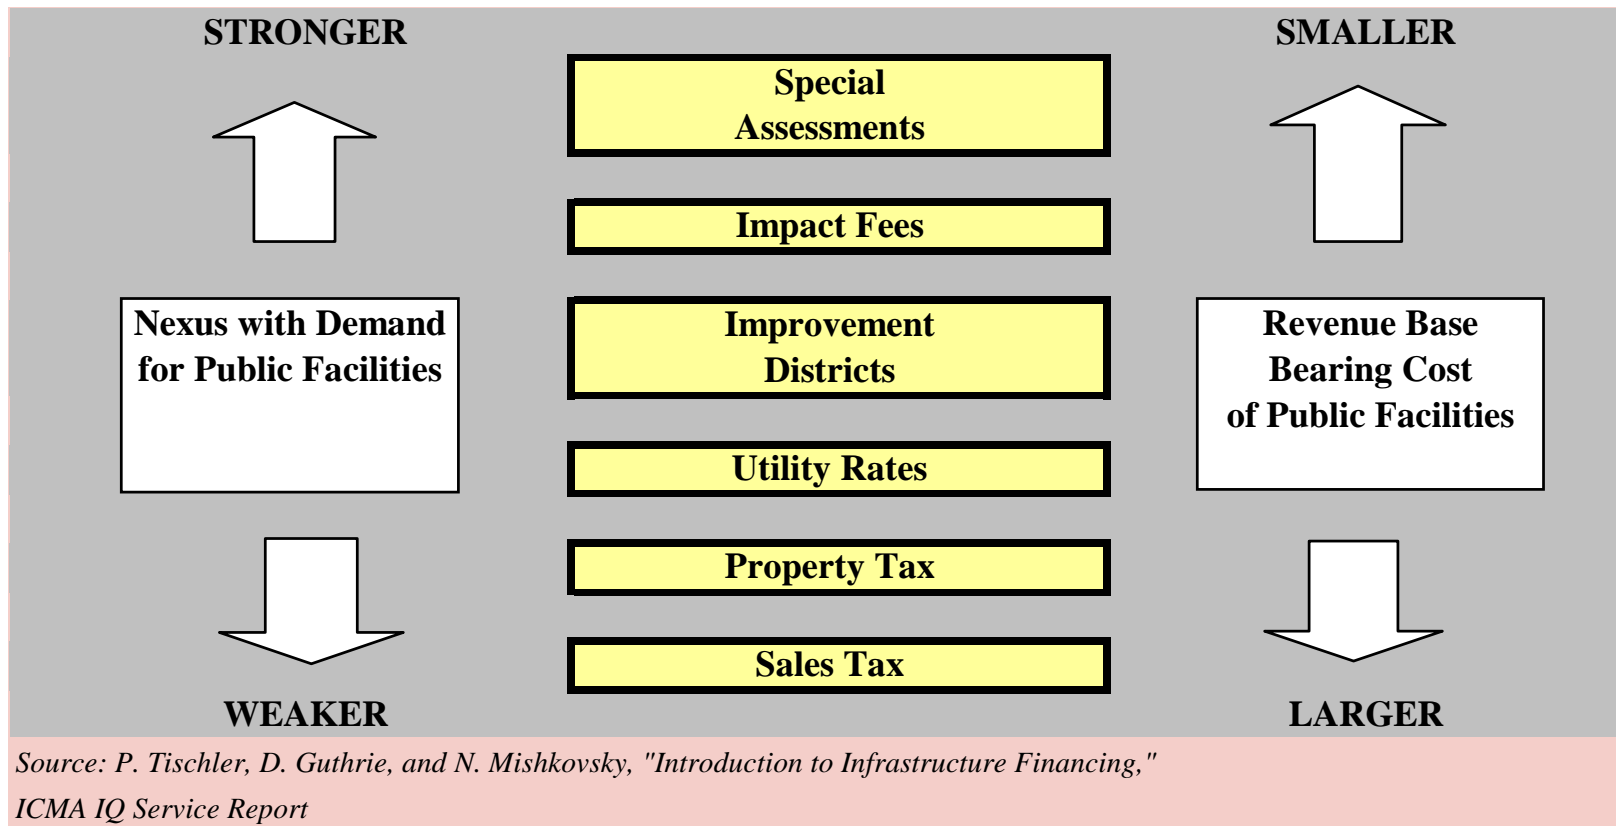 STRONGER
SMALLER
Special
Assessments
Impact Fees
Nexus with Demand
for Public Facilities
Improvement
Districts
Revenue Base
Bearing Cost
of Public Facilities
Utility Rates
Property Tax
Sales Tax
WEAKER
LARGER
Source: P. Tischler, D. Guthrie, and N. Mishkovsky, "Introduction to Infrastructure Financing,"
ICMA IQ Service Report